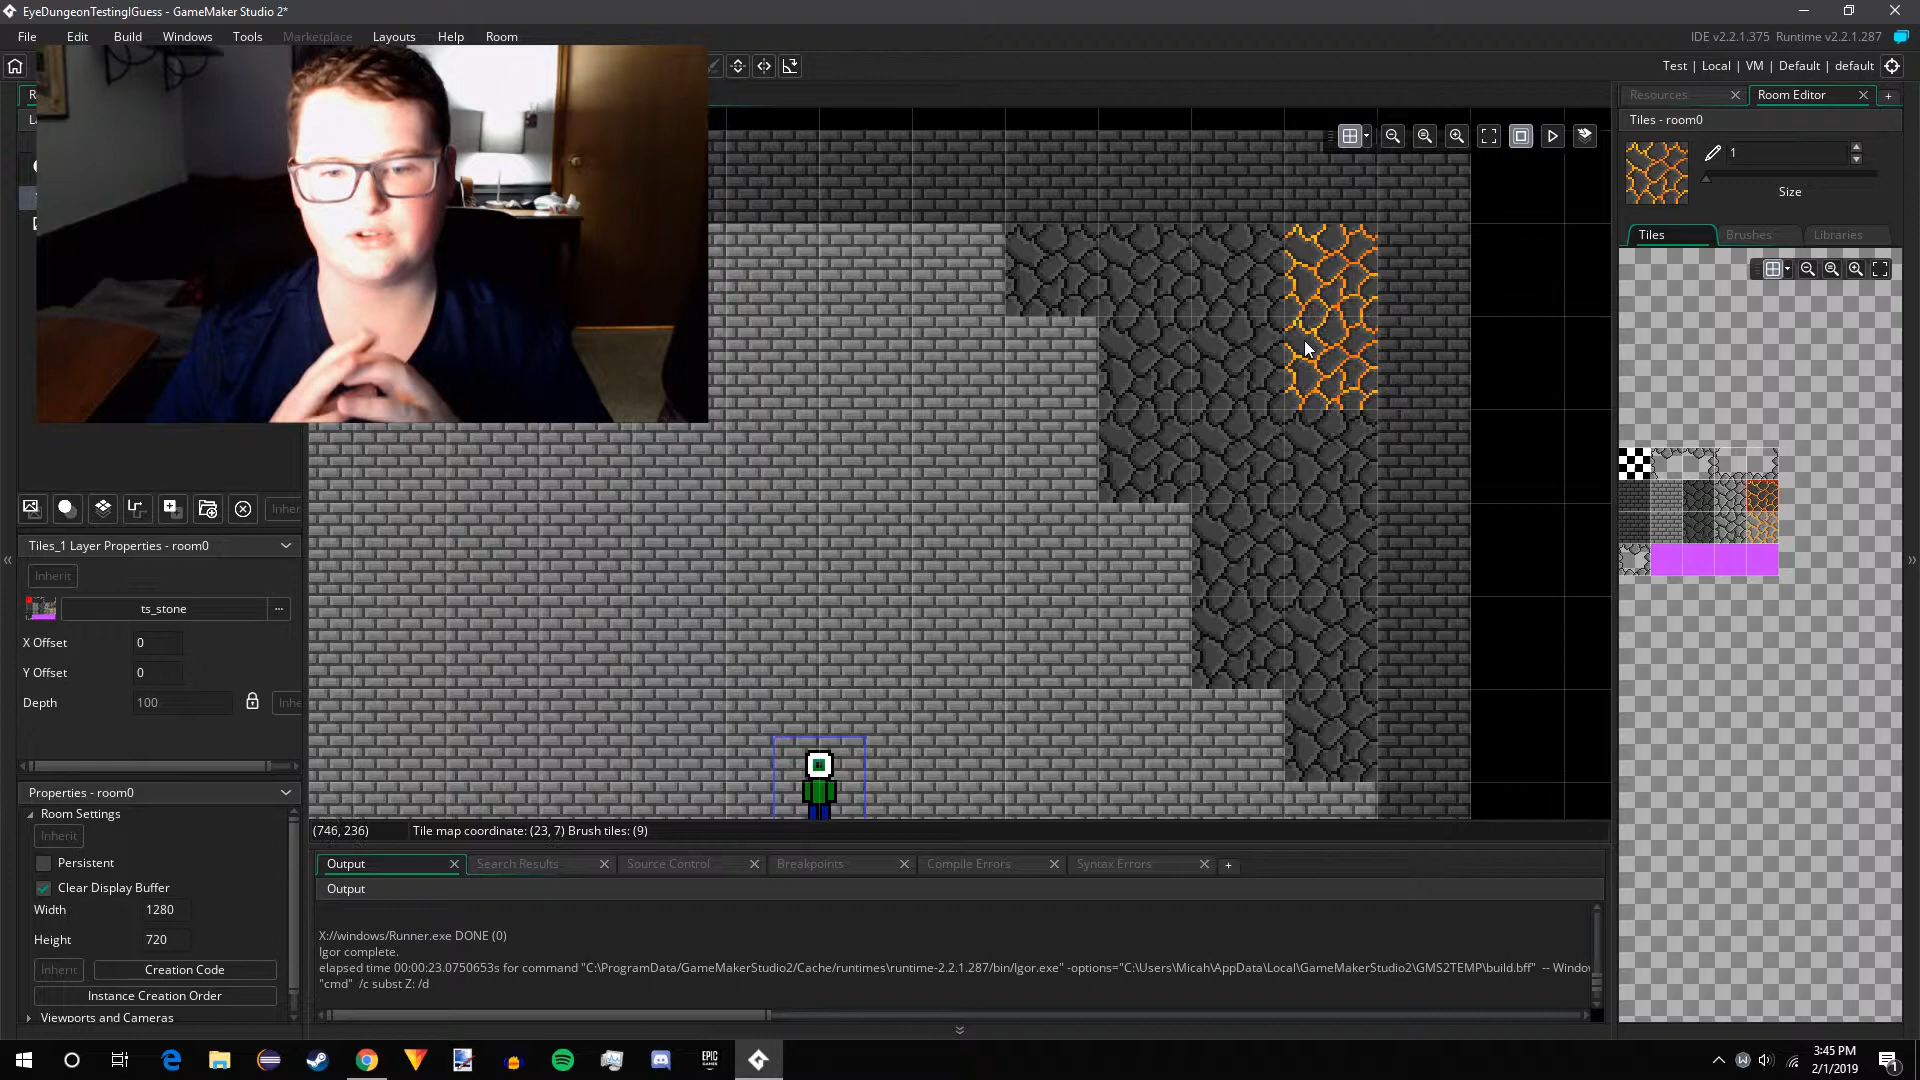 EyeDungeonTestingIGuess - GameMaker Studio 2*
File Edit Build Windows Tools Marketplace Layouts Help Room
IDE v2.2.1.375 Runtime v2.2.1.287
Test | Local | VM | Default | default
Resources Room Editor
Tiles - room0
1
Size
Tiles Brushes Libraries
Inher
Tiles_1 Layer Properties - room0
Inherit
ts_stone
X Offset 0
Y Offset 0
Depth 100 Inhe
Properties - room0
Room Settings
Inherit
Persistent
Clear Display Buffer
Width 1280
Height 720
Inherit Creation Code
Instance Creation Order
Viewports and Cameras
(746, 236) Tile map coordinate: (23, 7) Brush tiles: (9)
Output Search Results Source Control Breakpoints Compile Errors Syntax Errors
Output
X://windows/Runner.exe DONE (0)
Igor complete.
elapsed time 00:00:23.0750653s for command "C:\ProgramData/GameMakerStudio2/Cache/runtimes\runtime-2.2.1.287/bin/Igor.exe" -options="C:\Users\Micah\AppData\Local\GameMakerStudio2\GMS2TEMP\build.bff" -- Windo
"cmd" /c subst Z: /d
EPIC
GAMES
3:45 PM
2/1/2019
1